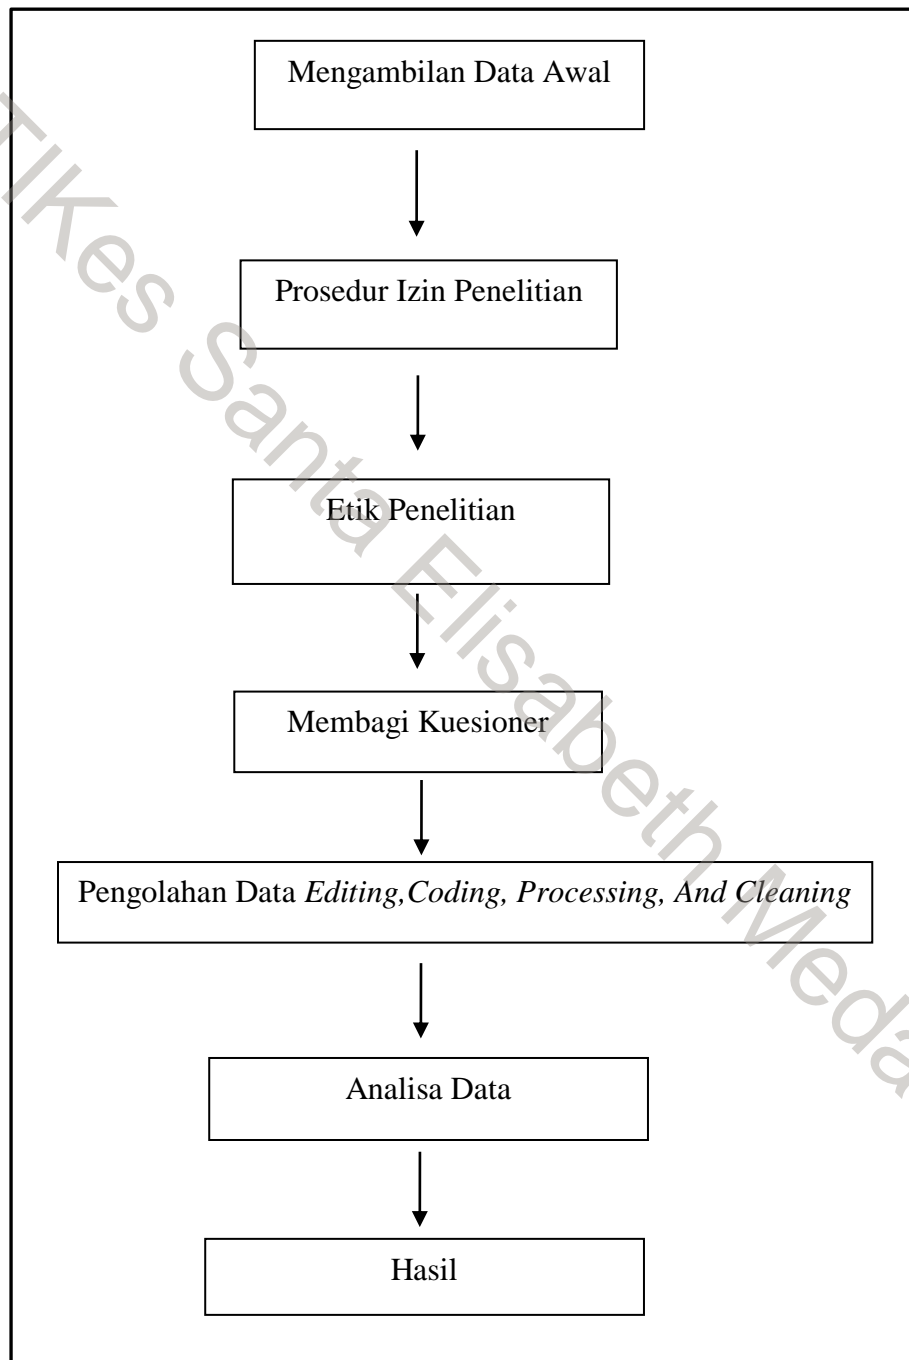 Mengambilan Data Awal
Prosedur Izin Penelitian
Etik Penelitian
Membagi Kuesioner
Pengolahan Data Editing,Coding, Processing, And Cleaning
Analisa Data
Hasil
TIKes Santa Elisabeth Meda